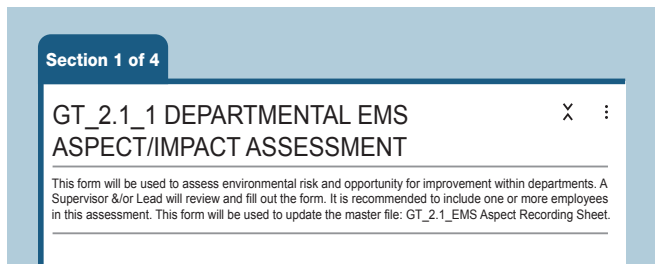 Section 1 of 4
GT_2.1_1 DEPARTMENTAL EMS
ASPECT/IMPACT ASSESSMENT
This form will be used to assess environmental risk and opportunity for improvement within departments. A
Supervisor &/or Lead will review and fill out the form. It is recommended to include one or more employees
in this assessment. This form will be used to update the master file: GT_2.1_EMS Aspect Recording Sheet.